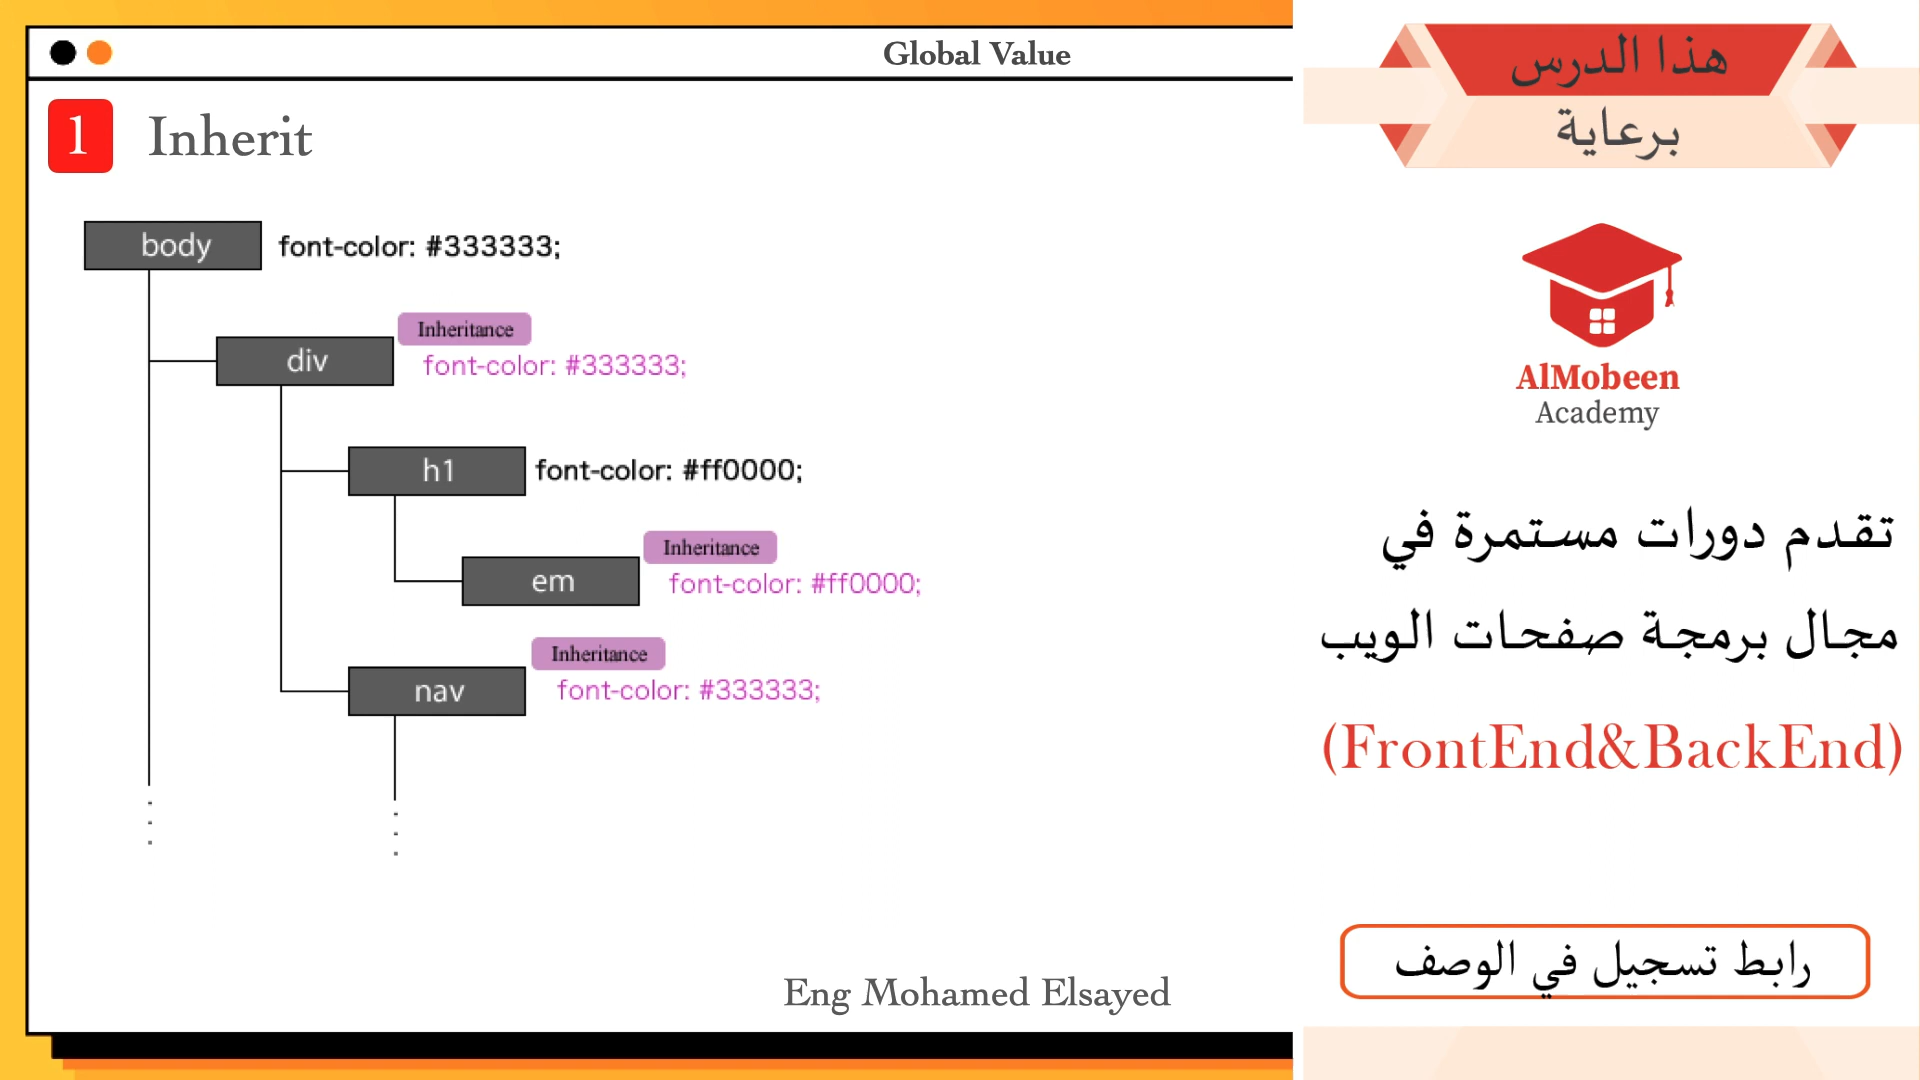 Global Value
1 Inherit
body font-color: #333333;
Inheritance
div font-color: #333333;
h1 font-color: #ff0000;
Inheritance
em font-color: #ff0000;
Inheritance
nav font-color: #333333;
Eng Mohamed Elsayed
هذا الدرس
برعاية
AlMobeen
Academy
تقدم دورات مستمرة في
مجال برمجة صفحات الويب
(FrontEnd&BackEnd)
رابط تسجيل في الوصف